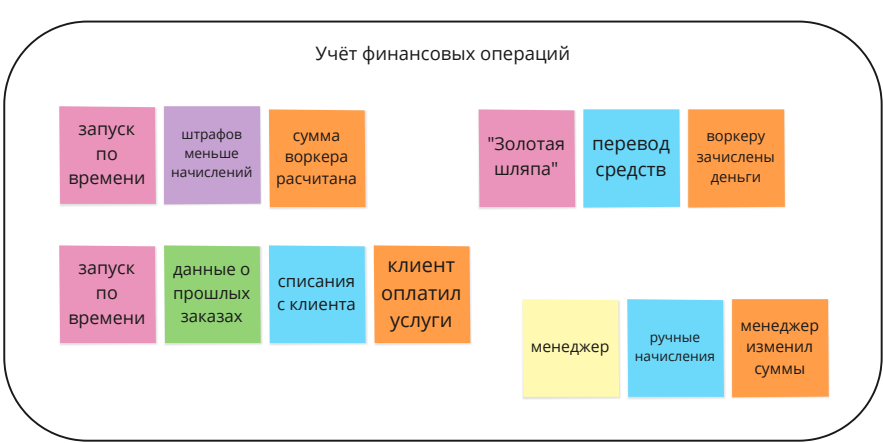 Учёт финансовых операций
запуск
по
времени
штрафов
меньше
начислений
сумма
воркера
расчитана
"Золотая
шляпа"
перевод
средств
воркеру
зачислены
деньги
запуск
по
времени
данные о
прошлых
заказах
списания
с клиента
клиент
оплатил
услуги
менеджер
ручные
начисления
менеджер
изменил
суммы